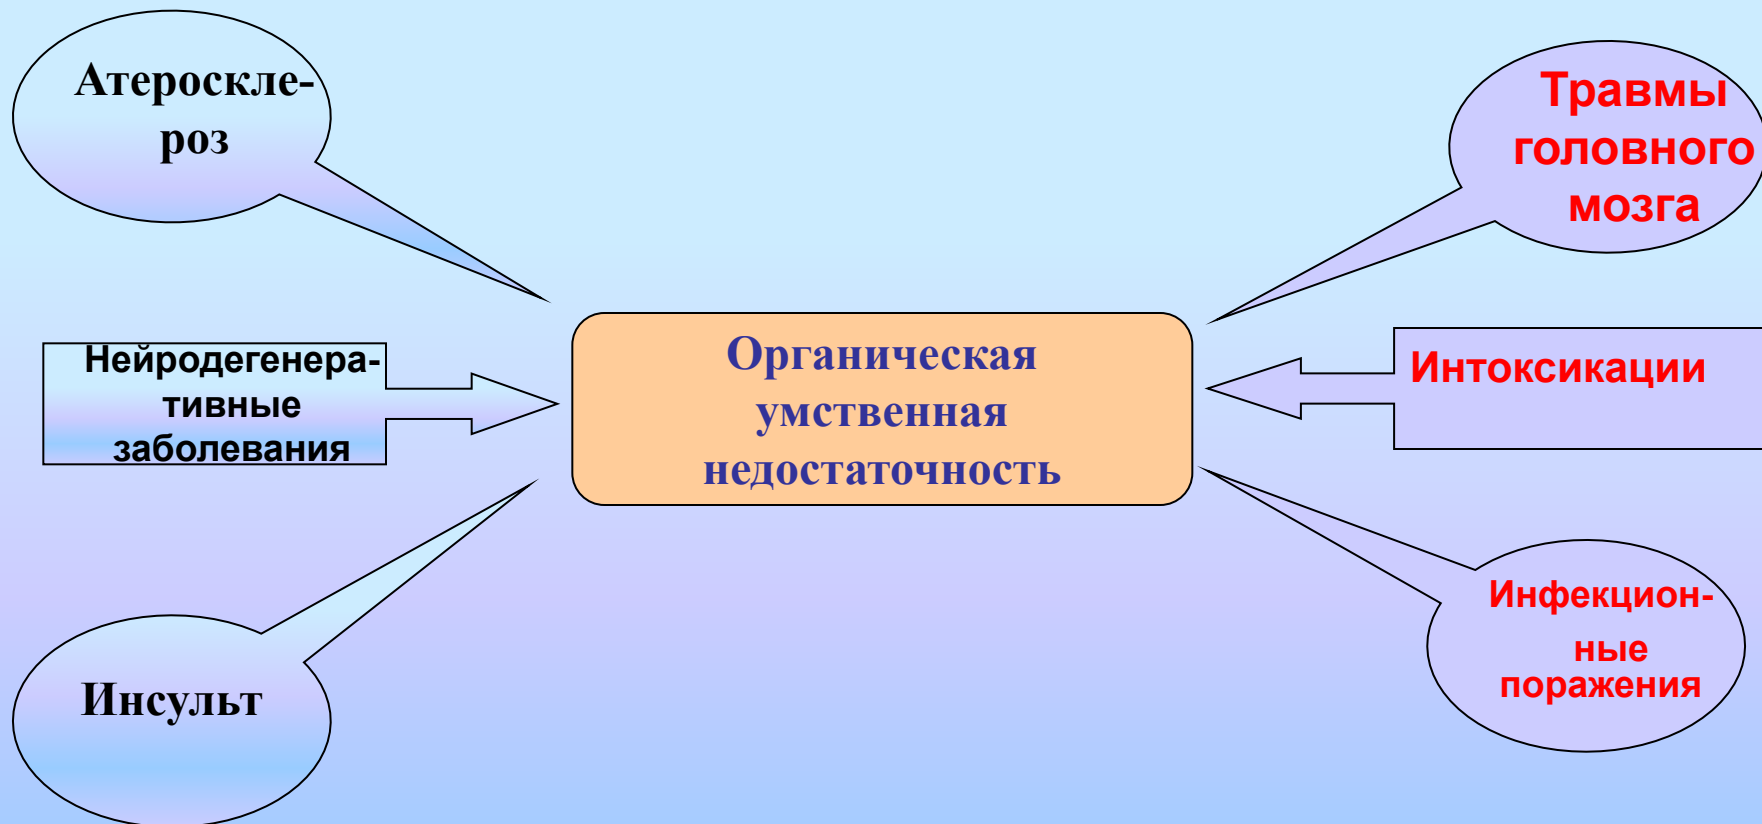 Атероскле-
роз
Травмы
головного
мозга
Нейродегенера-
тивные
заболевания
Органическая
умственная
недостаточность
Интоксикации
Инсульт
Инфекцион-
ные
поражения